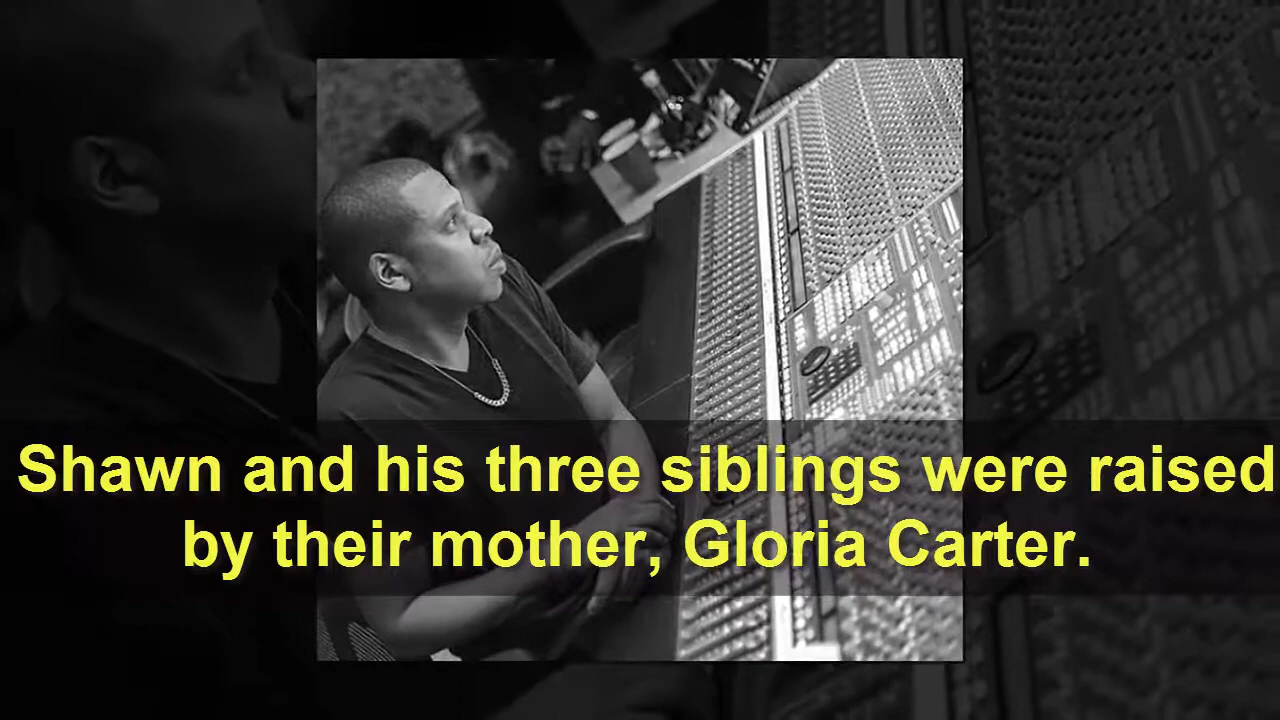 Shawn and his three siblings were raised
by their mother, Gloria Carter.